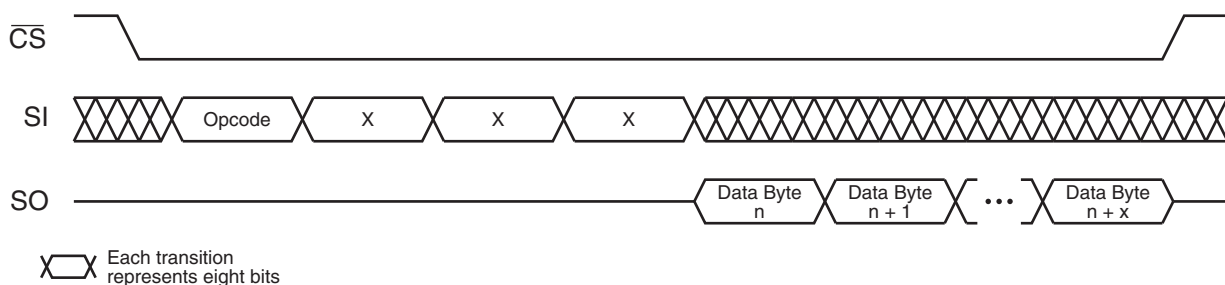 CS
SI
Opcode X X X
SO
Data Byte n
Data Byte n + 1
•••
Data Byte n + x
Each transition
represents eight bits